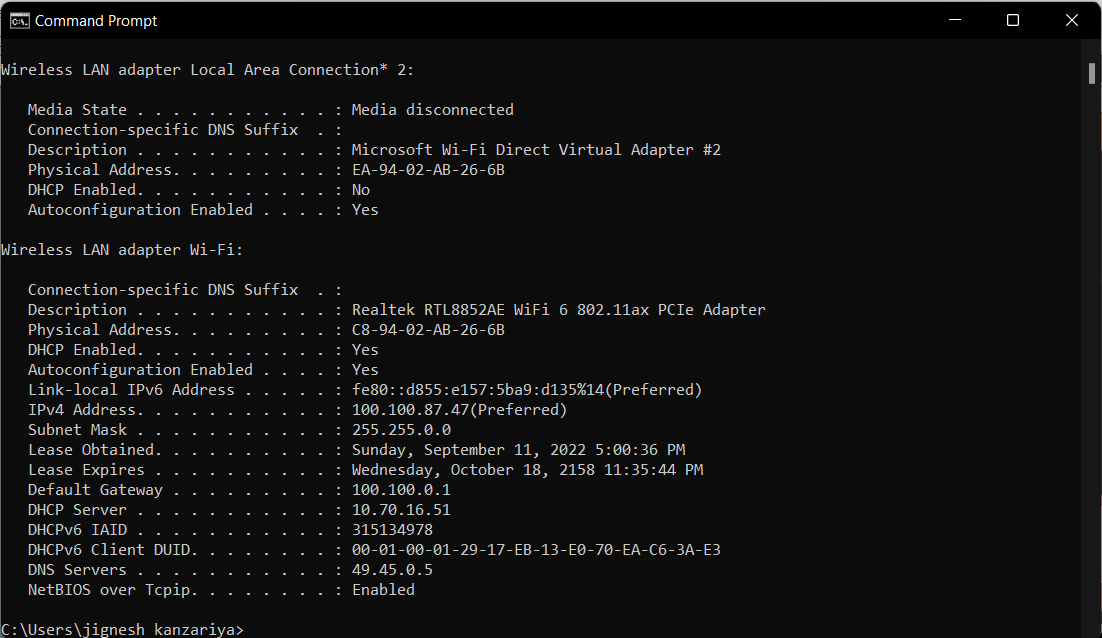 Command Prompt
Wireless LAN adapter Local Area Connection* 2:
Media State . . . . . . . . . . . : Media disconnected
Connection-specific DNS Suffix  . :
Description . . . . . . . . . . . : Microsoft Wi-Fi Direct Virtual Adapter #2
Physical Address. . . . . . . . . : EA-94-02-AB-26-6B
DHCP Enabled. . . . . . . . . . . : No
Autoconfiguration Enabled . . . . : Yes
Wireless LAN adapter Wi-Fi:
Connection-specific DNS Suffix  . :
Description . . . . . . . . . . . : Realtek RTL8852AE WiFi 6 802.11ax PCIe Adapter
Physical Address. . . . . . . . . : C8-94-02-AB-26-6B
DHCP Enabled. . . . . . . . . . . : Yes
Autoconfiguration Enabled . . . . : Yes
Link-local IPv6 Address . . . . . : fe80::d855:e157:5ba9:d135%14(Preferred)
IPv4 Address. . . . . . . . . . . : 100.100.87.47(Preferred)
Subnet Mask . . . . . . . . . . . : 255.255.0.0
Lease Obtained. . . . . . . . . . : Sunday, September 11, 2022 5:00:36 PM
Lease Expires . . . . . . . . . . : Wednesday, October 18, 2158 11:35:44 PM
Default Gateway . . . . . . . . . : 100.100.0.1
DHCP Server . . . . . . . . . . . : 10.70.16.51
DHCPv6 IAID . . . . . . . . . . . : 315134978
DHCPv6 Client DUID. . . . . . . . : 00-01-00-01-29-17-EB-13-E0-70-EA-C6-3A-E3
DNS Servers . . . . . . . . . . . : 49.45.0.5
NetBIOS over Tcpip. . . . . . . . : Enabled
C:\Users\jignesh kanzariya>